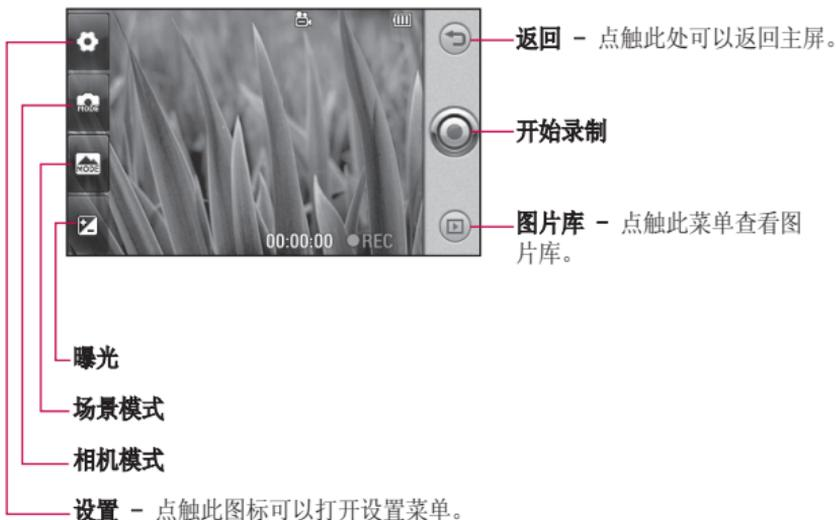 MODE
MODE
00:00:00 REC
返回 – 点触此处可以返回主屏。
开始录制
图片库 – 点触此菜单查看图
片库。
曝光
场景模式
相机模式
设置 – 点触此图标可以打开设置菜单。